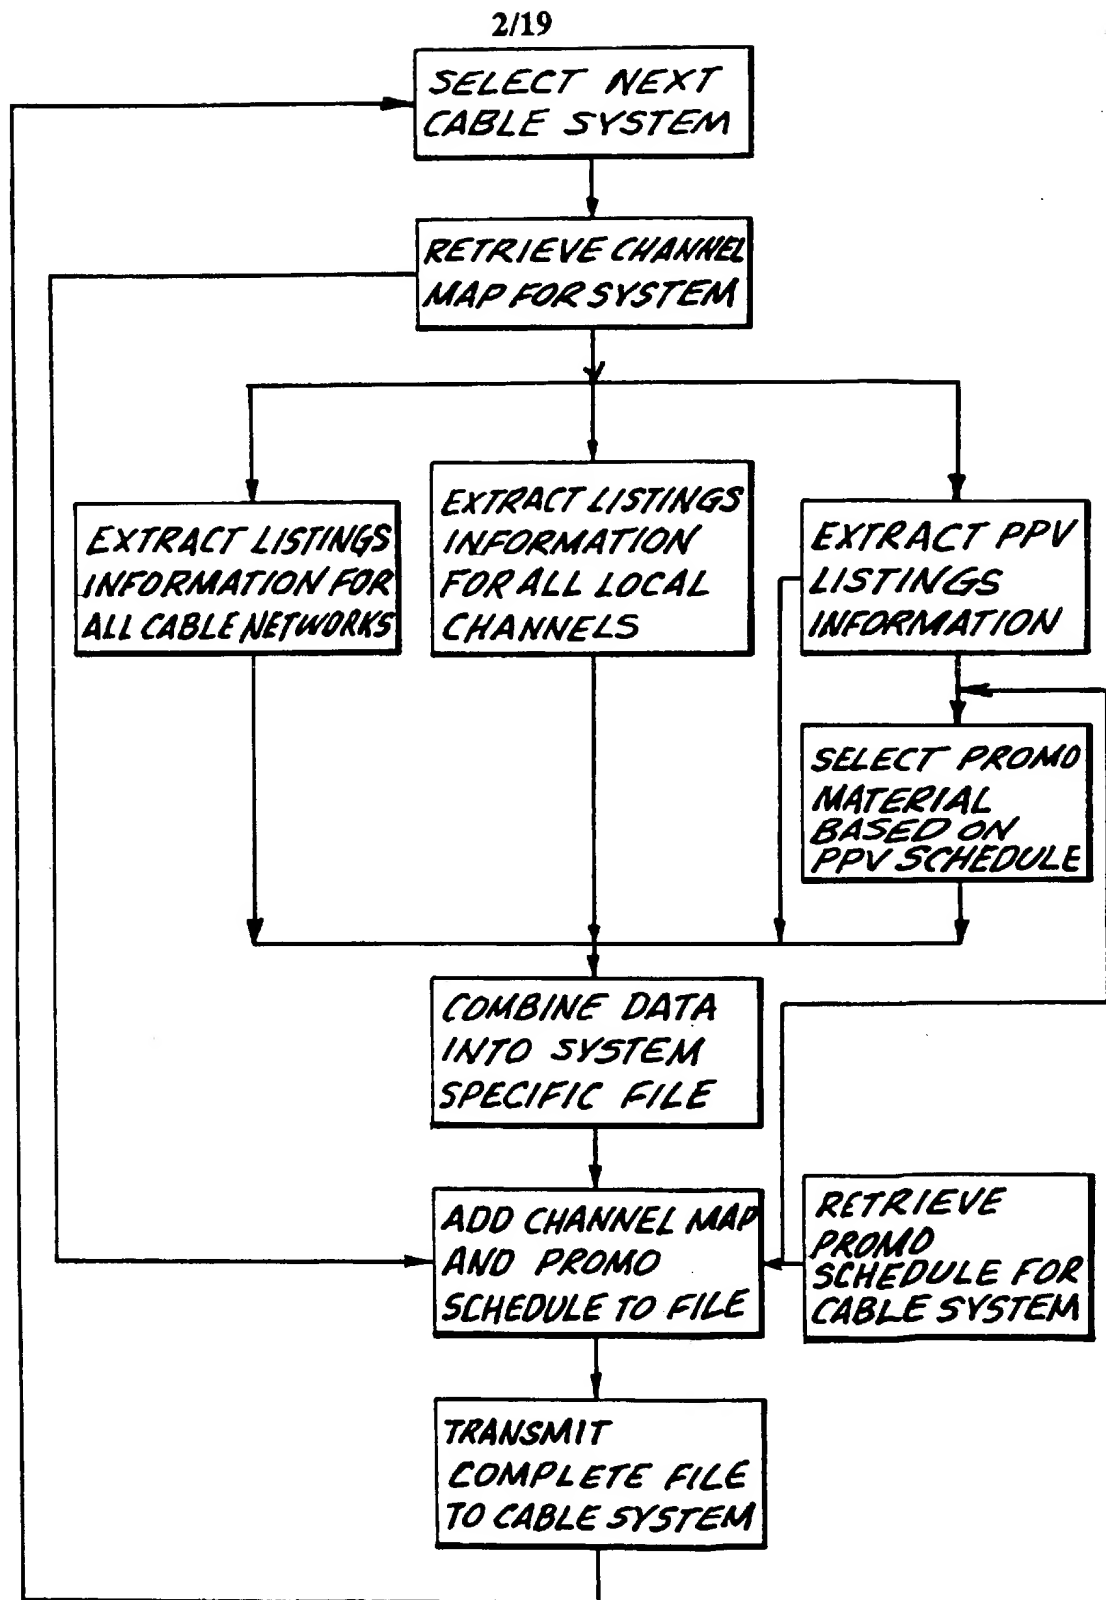 2/19
SELECT NEXT
CABLE SYSTEM
RETRIEVE CHANNEL
MAP FOR SYSTEM
EXTRACT LISTINGS
INFORMATION FOR
ALL CABLE NETWORKS
EXTRACT LISTINGS
INFORMATION
FOR ALL LOCAL
CHANNELS
EXTRACT PPV
LISTINGS
INFORMATION
SELECT PROMO
MATERIAL
BASED ON
PPV SCHEDULE
COMBINE DATA
INTO SYSTEM
SPECIFIC FILE
ADD CHANNEL MAP
AND PROMO
SCHEDULE TO FILE
RETRIEVE
PROMO
SCHEDULE FOR
CABLE SYSTEM
TRANSMIT
COMPLETE FILE
TO CABLE SYSTEM